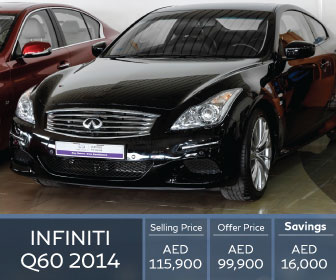 INFINITI
Q60 2014
Selling Price
AED
115,900
Offer Price
AED
99,900
Savings
AED
16,000